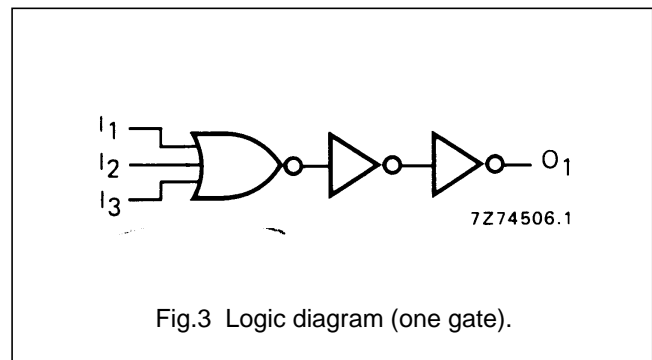 I1
I2
I3
O1
7Z74506.1
Fig.3 Logic diagram (one gate).